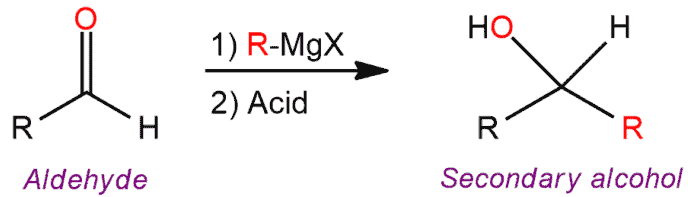 O
R
H
Aldehyde
1) R-MgX
2) Acid
HO
H
R
R
Secondary alcohol